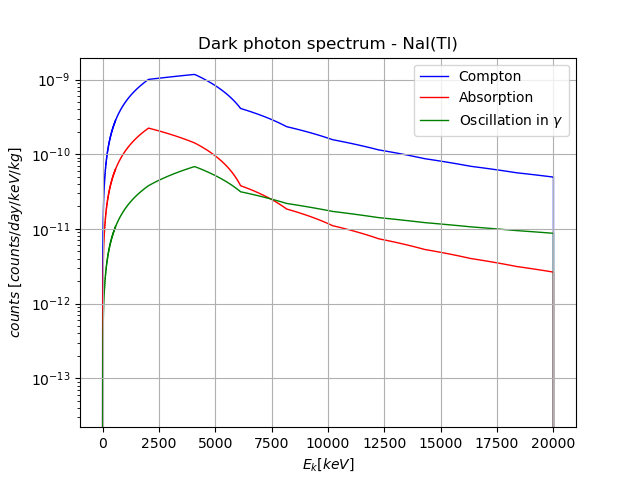 Dark photon spectrum - NaI(Tl)
Compton
Absorption
Oscillation in γ
counts [counts/day/keV/kg]
10⁻⁹
10⁻¹⁰
10⁻¹¹
10⁻¹²
10⁻¹³
0 2500 5000 7500 10000 12500 15000 17500 20000
Eₖ[keV]